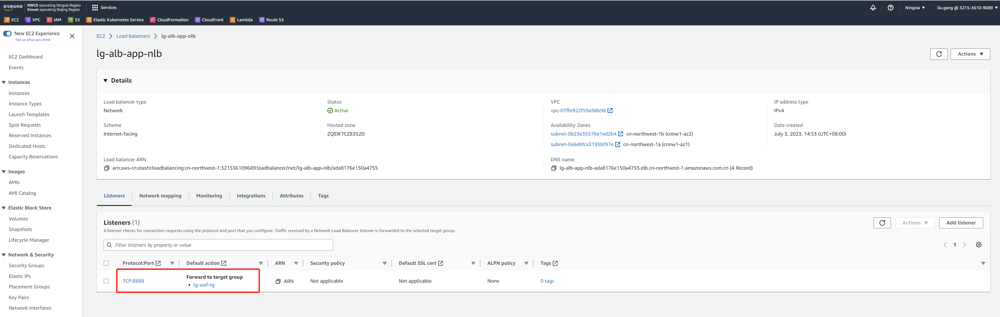 亚马逊云科技
NWCD operating Ningxia Region
Sinnet operating Beijing Region
Services
Ningxia
liu.gang @ 3215-3610-9689
EC2
VPC
IAM
S3
Elastic Kubernetes Service
CloudFormation
CloudFront
Lambda
Route 53
New EC2 Experience
Tell us what you think
EC2 Dashboard
Events
Instances
Instances
Instance Types
Launch Templates
Spot Requests
Reserved Instances
Dedicated Hosts
Capacity Reservations
Images
AMIs
AMI Catalog
Elastic Block Store
Volumes
Snapshots
Lifecycle Manager
Network & Security
Security Groups
Elastic IPs
Placement Groups
Key Pairs
Network Interfaces
EC2 > Load balancers > lg-alb-app-nlb
lg-alb-app-nlb
Actions
Details
Load balancer type
Network
Status
Active
VPC
vpc-07ffe922f59a98b98
IP address type
IPv4
Scheme
Internet-facing
Hosted zone
ZQEIKTCZ8352D
Availability Zones
subnet-0b23e35576e1ed2b4 cn-northwest-1b (cnnw1-az2)
subnet-0e6ebfca3195bf97e cn-northwest-1a (cnnw1-az1)
Date created
July 3, 2023, 14:53 (UTC+08:00)
Load balancer ARN
arn:aws-cn:elasticloadbalancing:cn-northwest-1:321536109689:loadbalancer/net/lg-alb-app-nlb/ada8176e150a4755
DNS name
lg-alb-app-nlb-ada8176e150a4755.elb.cn-northwest-1.amazonaws.com.cn (A Record)
Listeners
Network mapping
Monitoring
Integrations
Attributes
Tags
Listeners (1)
A listener checks for connection requests using the protocol and port that you configure. Traffic received by a Network Load Balancer listener is forwarded to the selected target group.
Actions
Add listener
Filter listeners by property or value
1
Protocol:Port
Default action
ARN
Security policy
Default SSL cert
ALPN policy
Tags
TCP:8888
Forward to target group
• lg-waf-tg
ARN
Not applicable
Not applicable
None
0 tags